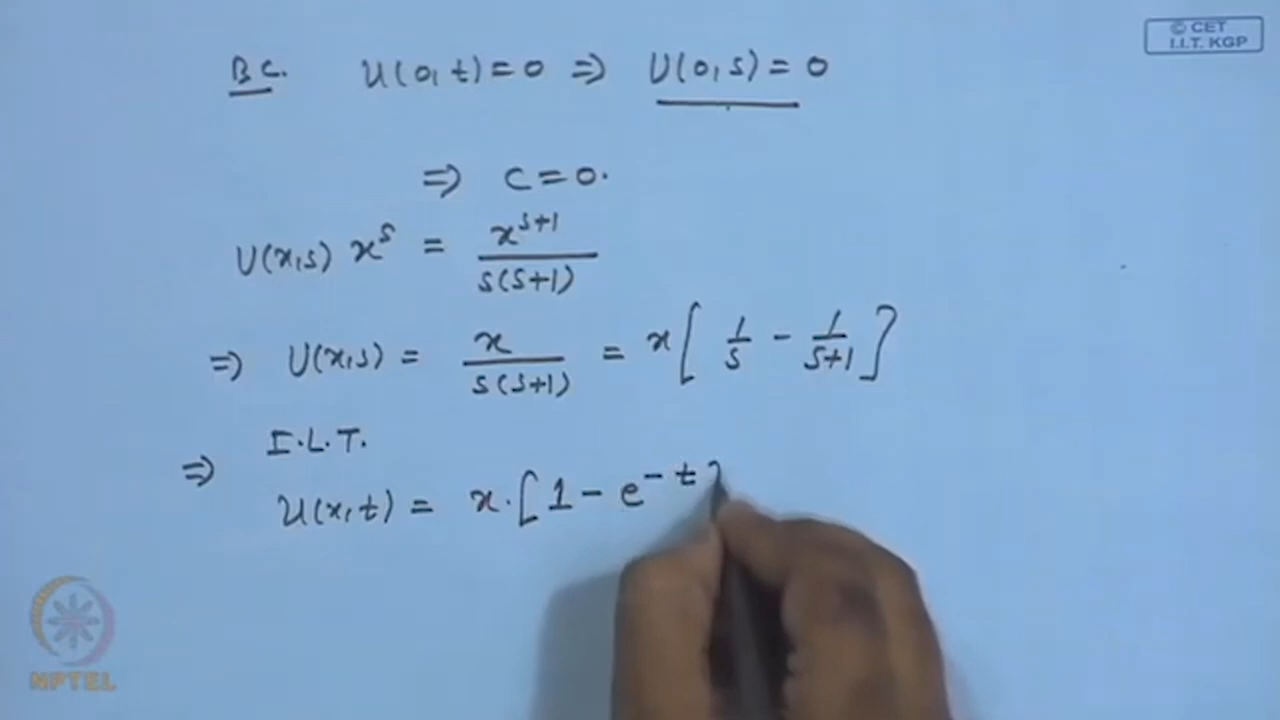 © CET
I.I.T. KGP
B C. u(0, t) = 0 ⇒ U(0, s) = 0
⇒ C = 0.
U(x, s) x^s = x^{s+1} / s(s+1)
⇒ U(x, s) = x / s(s+1) = x [ 1/s - 1/s+1 ]
I.L.T.
⇒ u(x, t) = x. [ 1 - e^{-t} ]
NPTEL